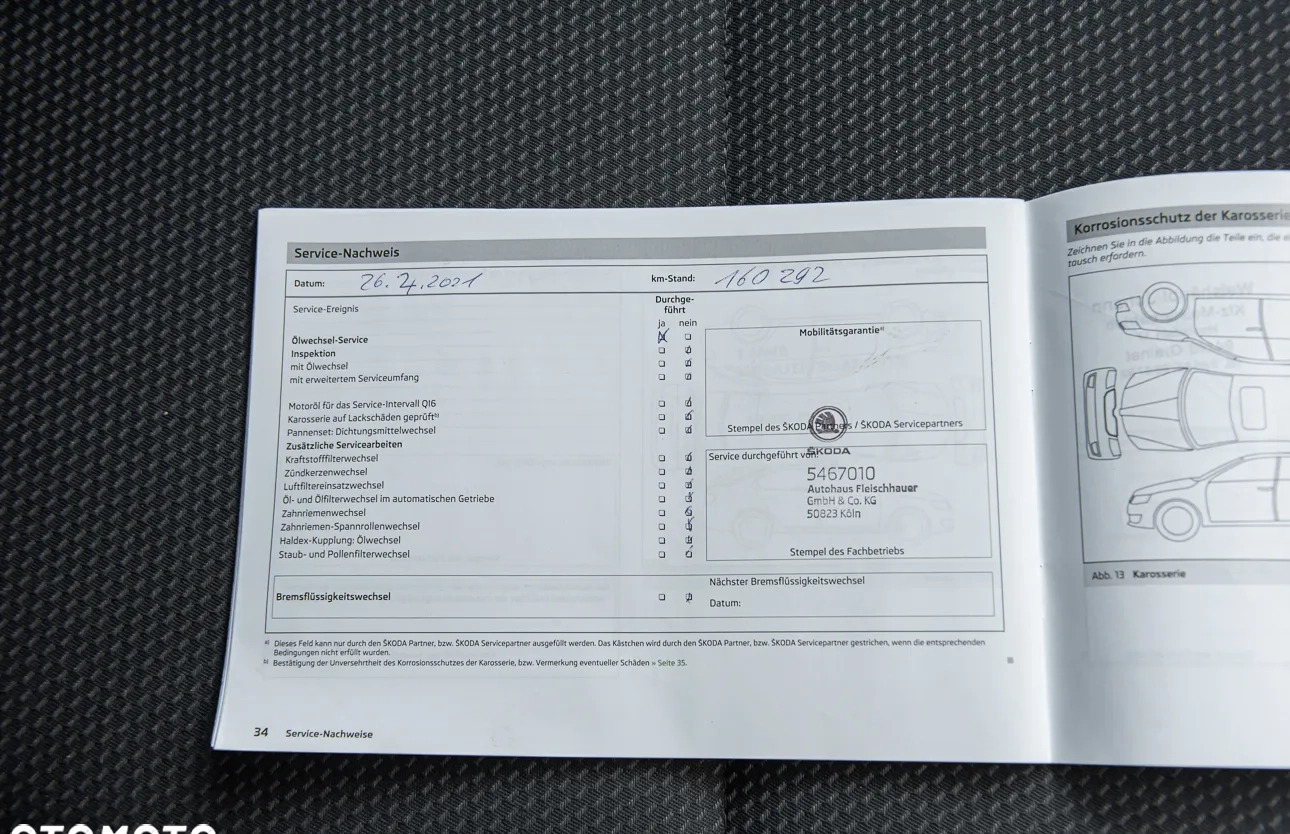 Service-Nachweis
Datum: 26.7.2021 km-Stand: 160 292
Service-Ereignis
Durchge-
führt
ja nein
Ölwechsel-Service
Inspektion
mit Ölwechsel
mit erweitertem Serviceumfang
Motoröl für das Service-Intervall QI6
Karosserie auf Lackschäden geprüft b)
Pannenset: Dichtungsmittelwechsel
Zusätzliche Servicearbeiten
Kraftstofffilterwechsel
Zündkerzenwechsel
Luftfiltereinsatzwechsel
Öl- und Ölfilterwechsel im automatischen Getriebe
Zahnriemenwechsel
Zahnriemen-Spannrollenwechsel
Haldex-Kupplung: Ölwechsel
Staub- und Pollenfilterwechsel
Mobilitätsgarantie a)
Stempel des ŠKODA Partners / ŠKODA Servicepartners
Service durchgeführt von:
ŠKODA
5467010
Autohaus Fleischhauer
GmbH & Co. KG
50823 Köln
Stempel des Fachbetriebs
Bremsflüssigkeitswechsel
Nächster Bremsflüssigkeitswechsel
Datum:
a) Dieses Feld kann nur durch den ŠKODA Partner, bzw. ŠKODA Servicepartner ausgefüllt werden. Das Kästchen wird durch den ŠKODA Partner, bzw. ŠKODA Servicepartner gestrichen, wenn die entsprechenden
Bedingungen nicht erfüllt wurden.
b) Bestätigung der Unversehrtheit des Korrosionsschutzes der Karosserie, bzw. Vermerkung eventueller Schäden » Seite 35.
34 Service-Nachweise
Korrosionsschutz der Karosserie
Zeichnen Sie in die Abbildung die Teile ein, die
tausch erfordern.
Abb. 13 Karosserie
OTOMOTO